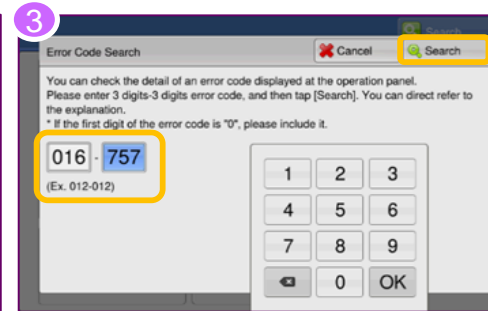 3
Search
Error Code Search
Cancel
Search
You can check the detail of an error code displayed at the operation panel.
Please enter 3 digits-3 digits error code, and then tap [Search]. You can direct refer to
the explanation.
* If the first digit of the error code is "0", please include it.
016 - 757
(Ex. 012-012)
1 2 3
4 5 6
7 8 9
0 OK